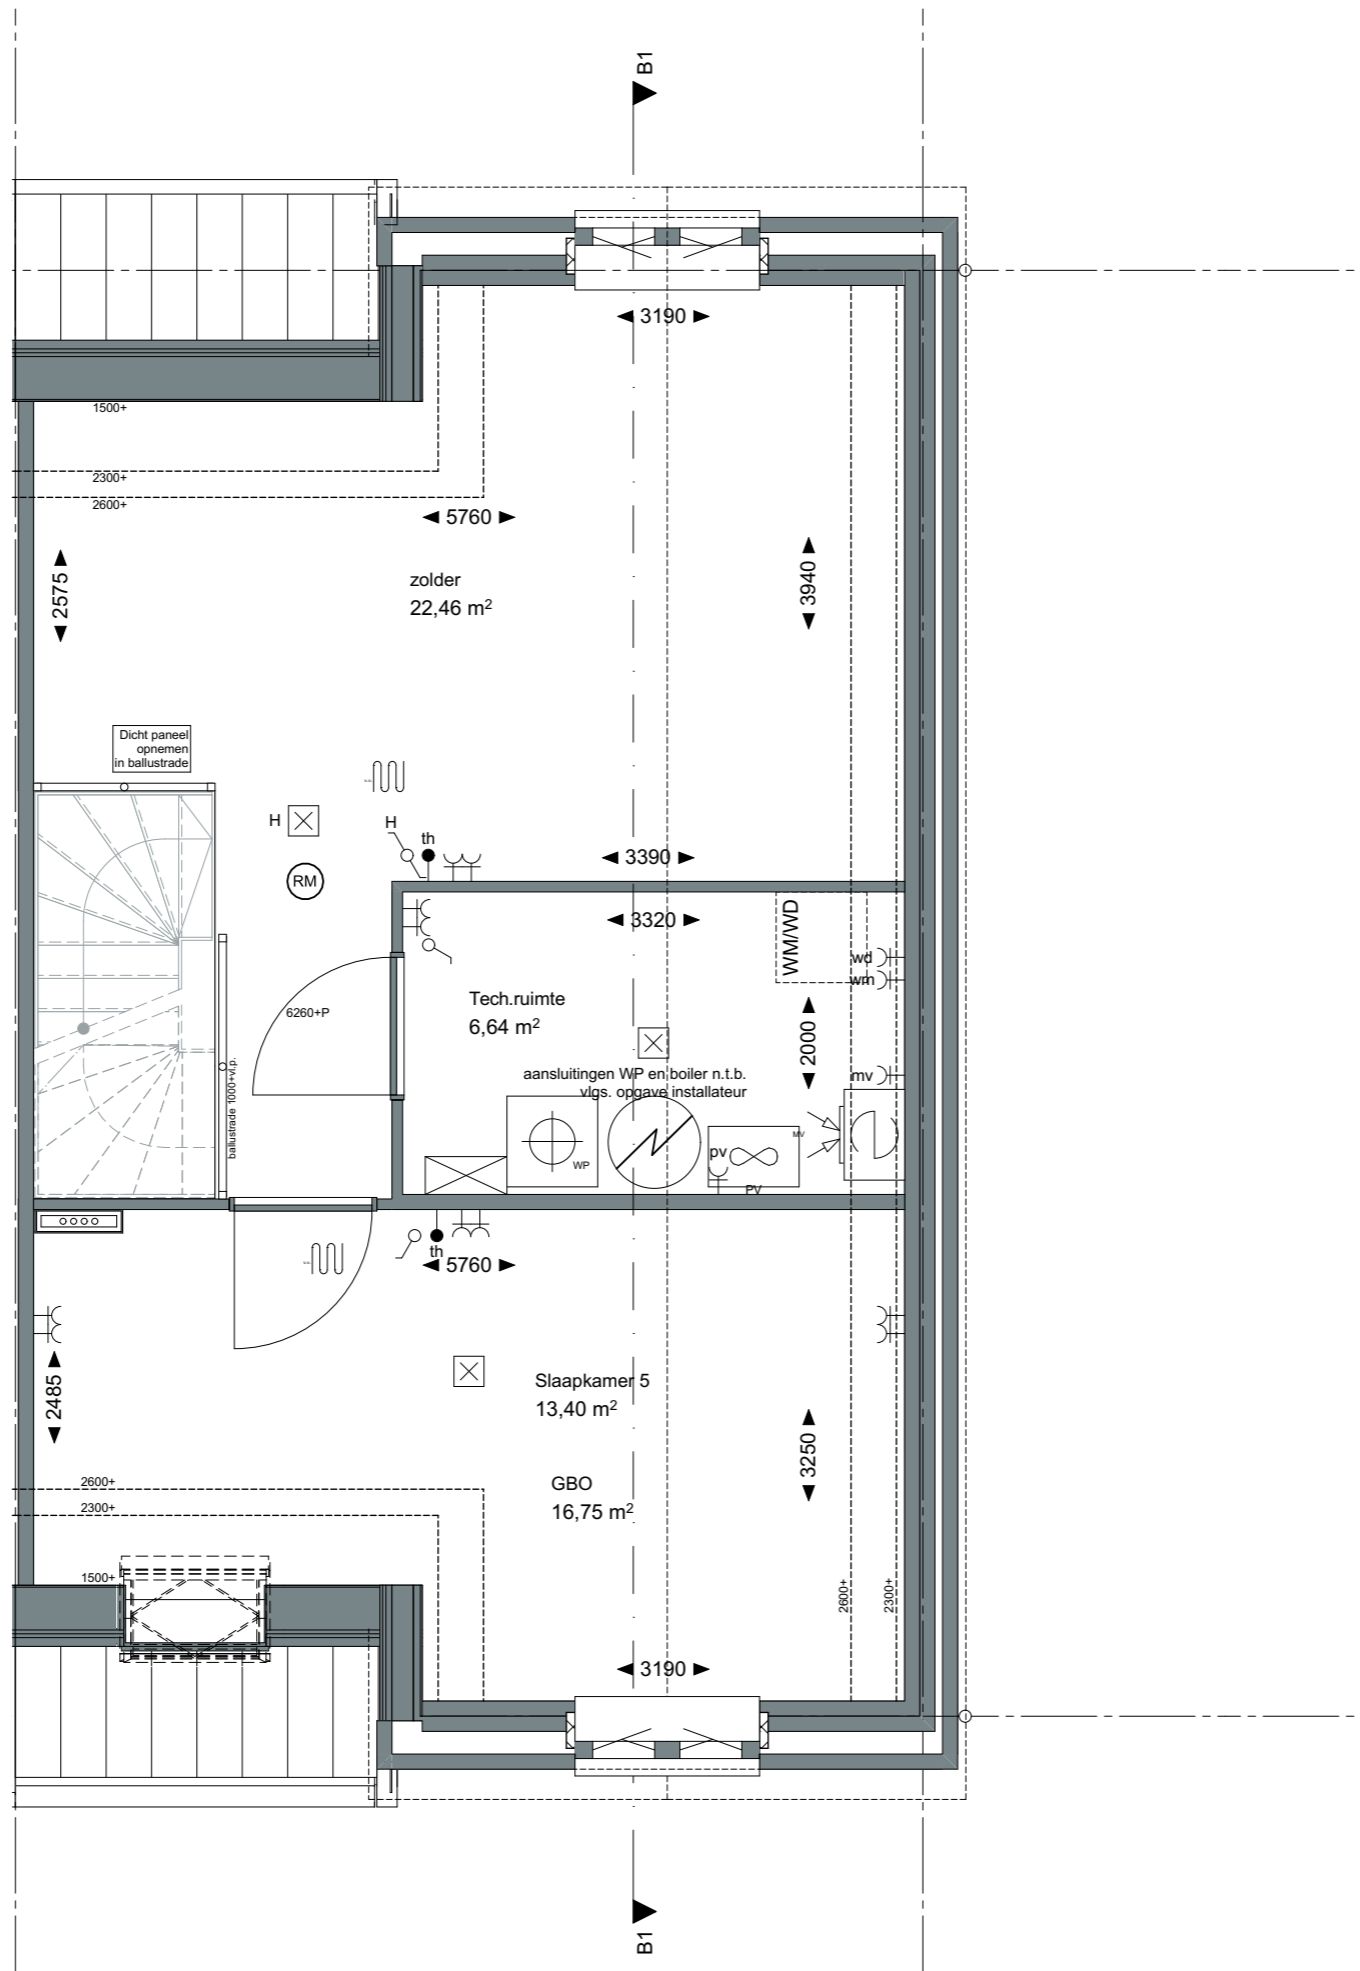 B1
3190
1500+
2300+
2600+
5760
2575
3940
zolder
22,46 m²
Dicht paneel
opnemen
in ballustrade
H
RM
H
th
3390
3320
WM/WD
wd
wm
6260+P
Tech.ruimte
6,64 m²
2000
aansluitingen WP en boiler n.t.b.
vlgs. opgave installateur
mv
ballustrade 1000+vl.p.
WP
pv
MV
PV
th
5760
2485
Slaapkamer 5
13,40 m²
3250
GBO
16,75 m²
2600+
2300+
1500+
2600+
2300+
3190
B1